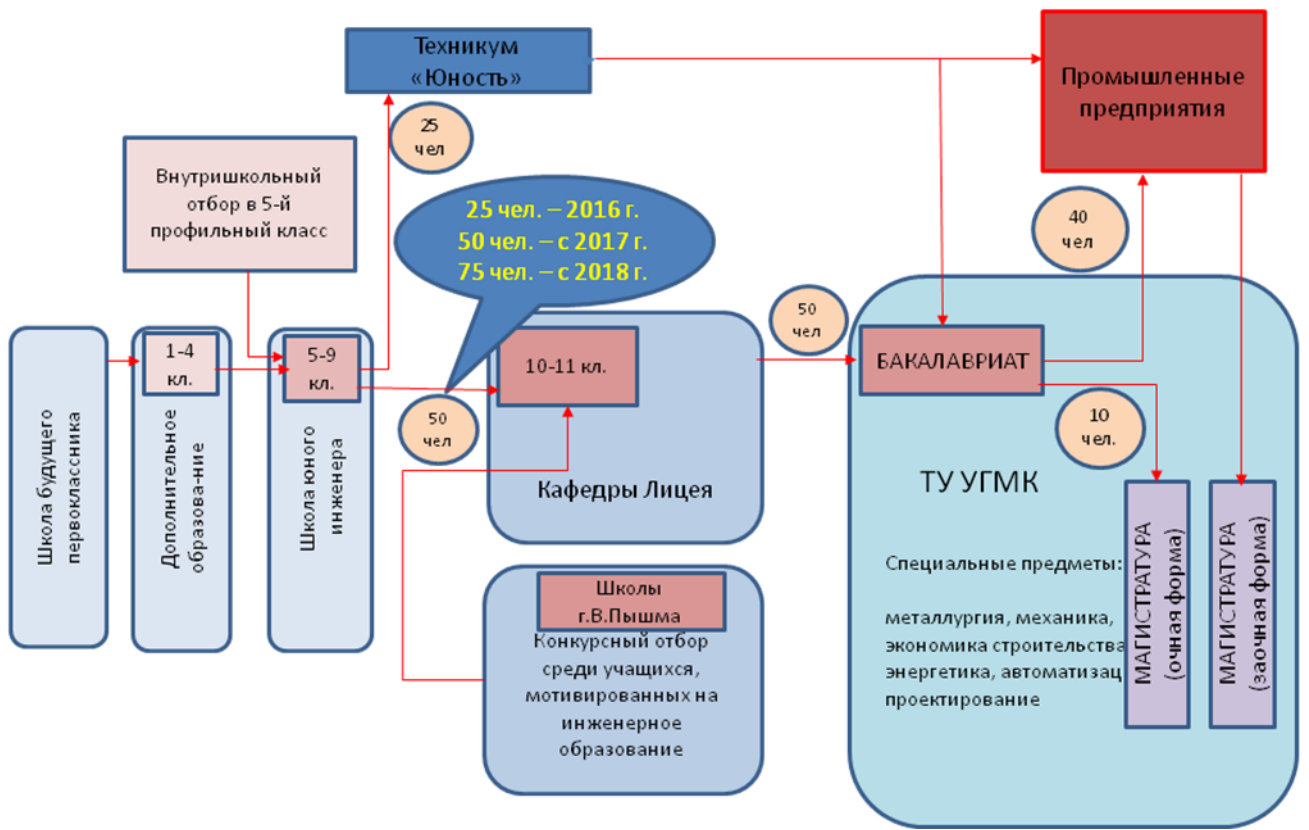 Техникум
«Юность»
Промышленные
предприятия
25
чел
Внутришкольный
отбор в 5-й
профильный класс
25 чел. – 2016 г.
50 чел. – с 2017 г.
75 чел. – с 2018 г.
40
чел
50
чел
Школа будущего
первоклассника
1-4
кл.
Дополнительное
образова-ние
5-9
кл.
Школа юного
инженера
10-11 кл.
50
чел
Кафедры Лицея
БАКАЛАВРИАТ
10
чел.
ТУ УГМК
Специальные предметы:
металлургия, механика,
экономика строительства
энергетика, автоматизац
проектирование
МАГИСТРАТУРА
(очная форма)
МАГИСТРАТУРА
(заочная форма)
Школы
г.В.Пышма
Конкурсный отбор
среди учащихся,
мотивированных на
инженерное
образование